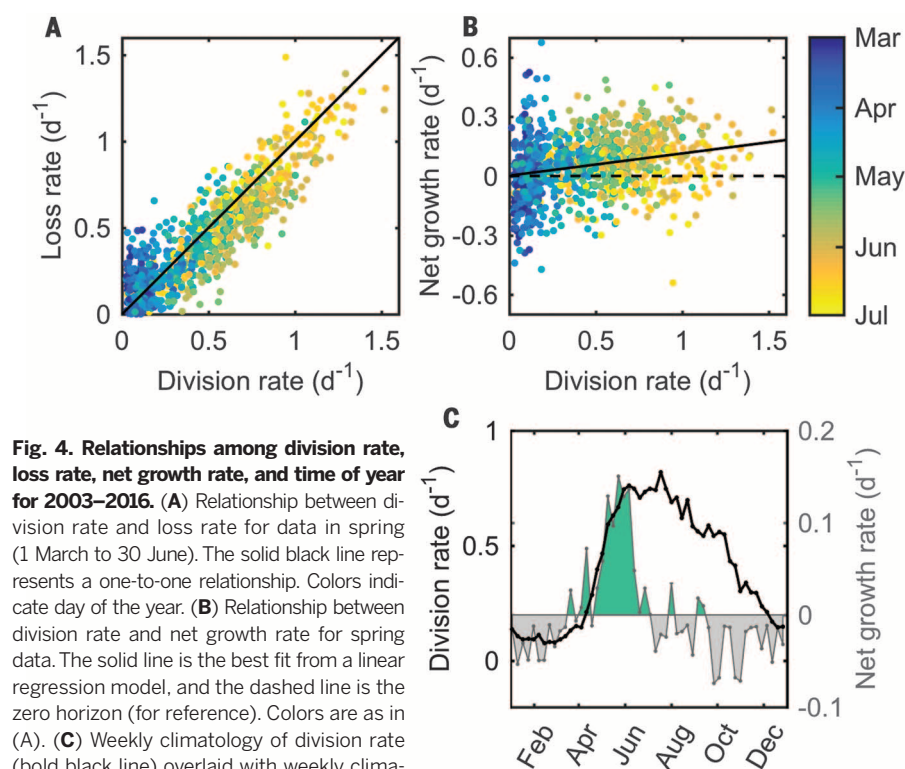 A
Loss rate (d-1)
1.5
1
0.5
0
0 0.5 1 1.5
Division rate (d-1)
B
Net growth rate (d-1)
0.6
0.3
0
-0.3
-0.6
0 0.5 1 1.5
Division rate (d-1)
Mar
Apr
May
Jun
Jul
Fig. 4. Relationships among division rate,
loss rate, net growth rate, and time of year
for 2003–2016. (A) Relationship between di-
vision rate and loss rate for data in spring
(1 March to 30 June). The solid black line rep-
resents a one-to-one relationship. Colors indi-
cate day of the year. (B) Relationship between
division rate and net growth rate for spring
data. The solid line is the best fit from a linear
regression model, and the dashed line is the
zero horizon (for reference). Colors are as in
(A). (C) Weekly climatology of division rate
(bold black line) overlaid with weekly clima-
C
Division rate (d-1)
1
0.5
0
0.2
0.1
0
-0.1
Net growth rate (d-1)
Feb Apr Jun Aug Oct Dec